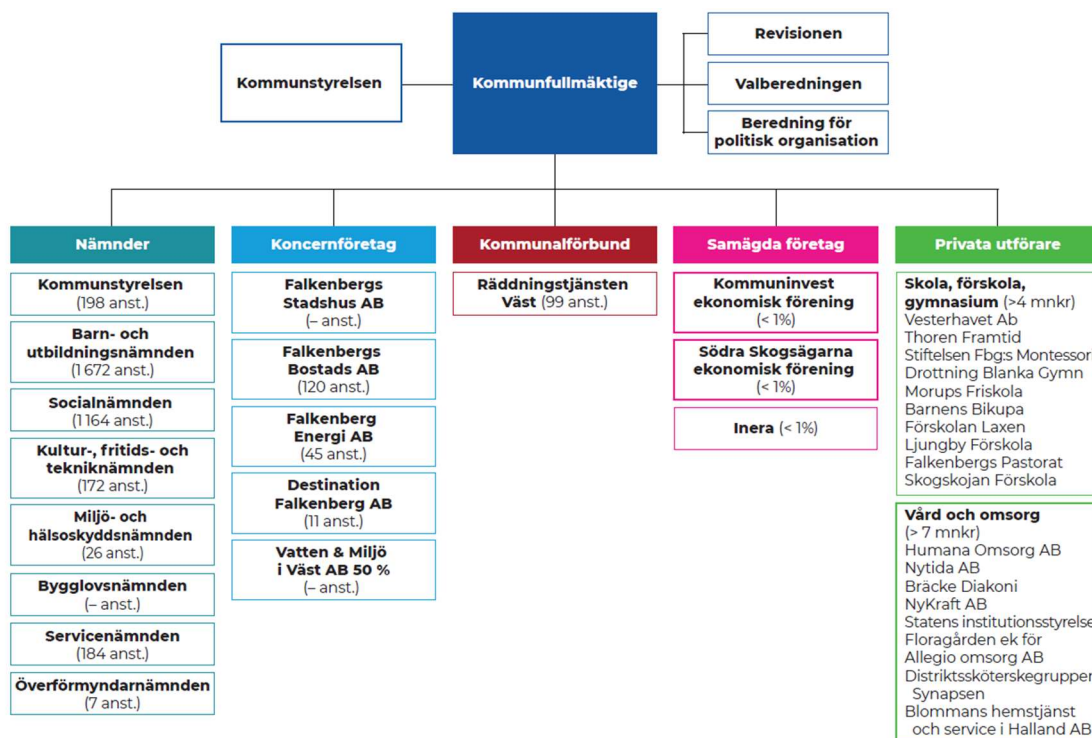 Kommunstyrelsen
Kommunfullmäktige
Revisionen
Valberedningen
Beredning för
politisk organisation
Nämnder
Kommunstyrelsen
(198 anst.)
Barn- och
utbildningsnämnden
(1 672 anst.)
Socialnämnden
(1 164 anst.)
Kultur-, fritids- och
tekniknämnden
(172 anst.)
Miljö- och
hälsoskyddsnämnden
(26 anst.)
Bygglovsnämnden
(– anst.)
Servicenämnden
(184 anst.)
Överförmyndarnämnden
(7 anst.)
Koncernföretag
Falkenbergs
Stadshus AB
(– anst.)
Falkenbergs
Bostads AB
(120 anst.)
Falkenberg
Energi AB
(45 anst.)
Destination
Falkenberg AB
(11 anst.)
Vatten & Miljö
i Väst AB 50 %
(– anst.)
Kommunalförbund
Räddningstjänsten
Väst (99 anst.)
Samägda företag
Kommuninvest
ekonomisk förening
(< 1%)
Södra Skogsägarna
ekonomisk förening
(< 1%)
Inera (< 1%)
Privata utförare
Skola, förskola,
gymnasium (>4 mnkr)
Vesterhavet Ab
Thoren Framtid
Stiftelsen Fbg:s Montessor
Drottning Blanka Gymn
Morups Friskola
Barnens Bikupa
Förskolan Laxen
Ljungby Förskola
Falkenbergs Pastorat
Skogskojan Förskola
Vård och omsorg
(> 7 mnkr)
Humana Omsorg AB
Nytida AB
Bräcke Diakoni
NyKraft AB
Statens institutionsstyrelse
Floragården ek för
Allegio omsorg AB
Distriktssköterskegruppen
Synapsen
Blommans hemstjänst
och service i Halland AB